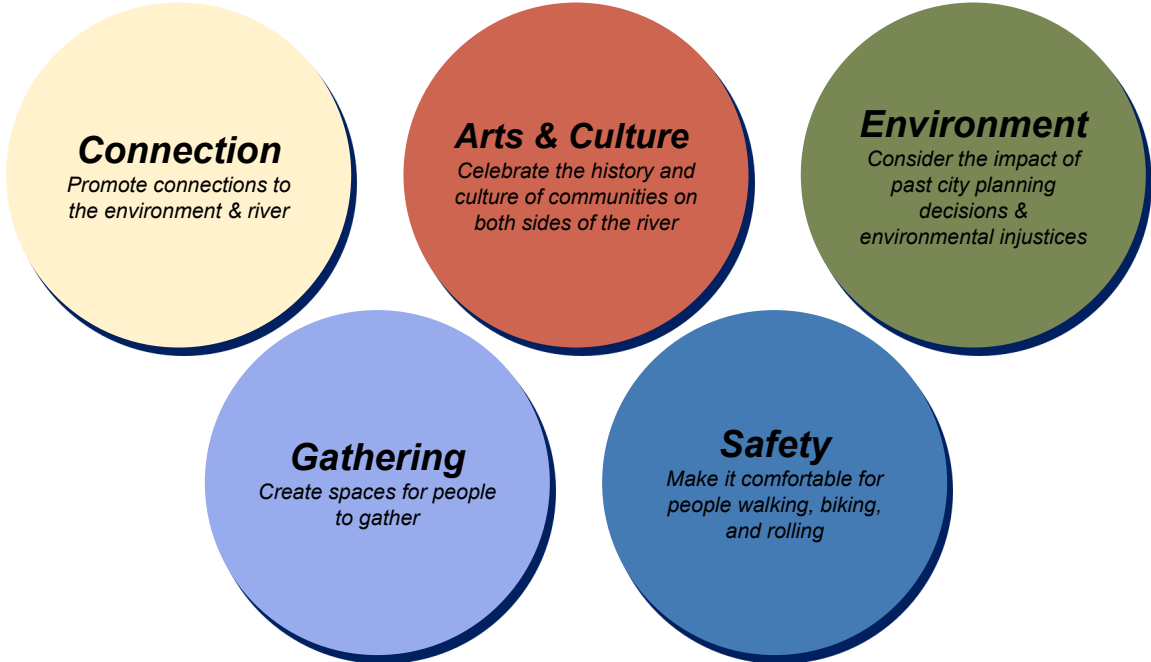 Connection
Promote connections to
the environment & river
Arts & Culture
Celebrate the history and
culture of communities on
both sides of the river
Environment
Consider the impact of
past city planning
decisions &
environmental injustices
Gathering
Create spaces for people
to gather
Safety
Make it comfortable for
people walking, biking,
and rolling